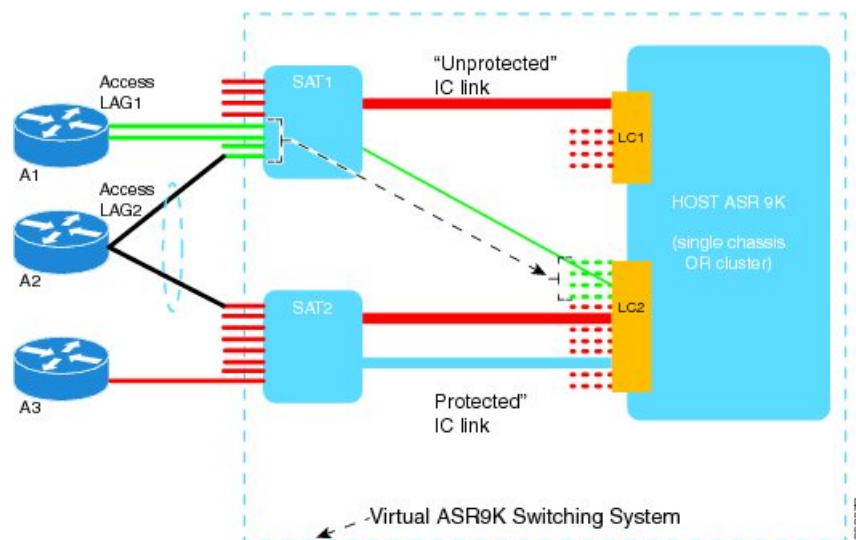 Access
LAG1
A1
Access
LAG2
A2
A3
SAT1
"Unprotected"
IC link
LC1
HOST ASR 9K
(single chassis
OR cluster)
SAT2
LC2
Protected"
IC link
Virtual ASR9K Switching System